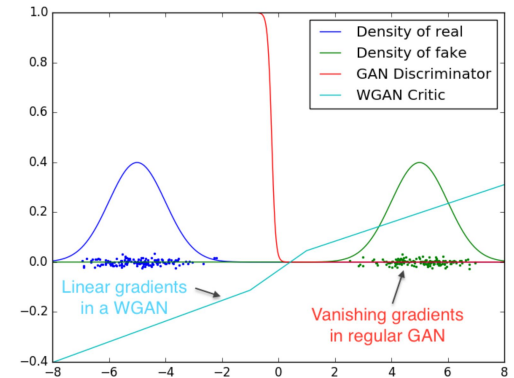 1.0
0.8
0.6
0.4
0.2
0.0
−0.2
−0.4
−8
−6
−4
−2
0
2
4
6
8
Density of real
Density of fake
GAN Discriminator
WGAN Critic
Linear gradients
in a WGAN
Vanishing gradients
in regular GAN